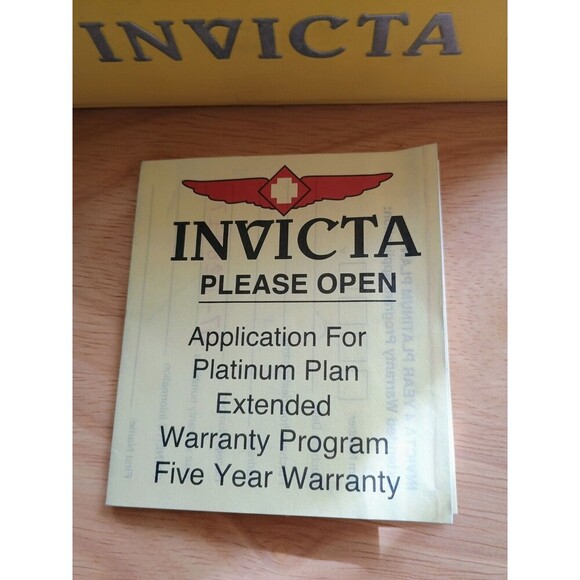 INVICTA
INVICTA
PLEASE OPEN
Application For
Platinum Plan
Extended
Warranty Program
Five Year Warranty